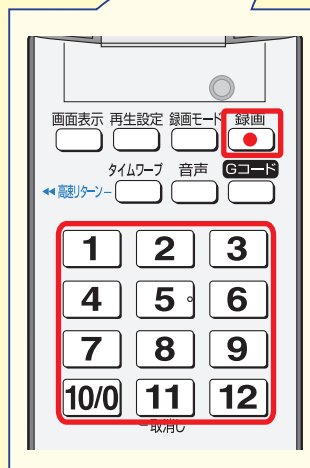 画面表示 再生設定 録画モード 録画
タイムワープ 音声 Gコード
◀◀ 高速リターン
1 2 3
4 5 6
7 8 9
10/0 11 12
取消し